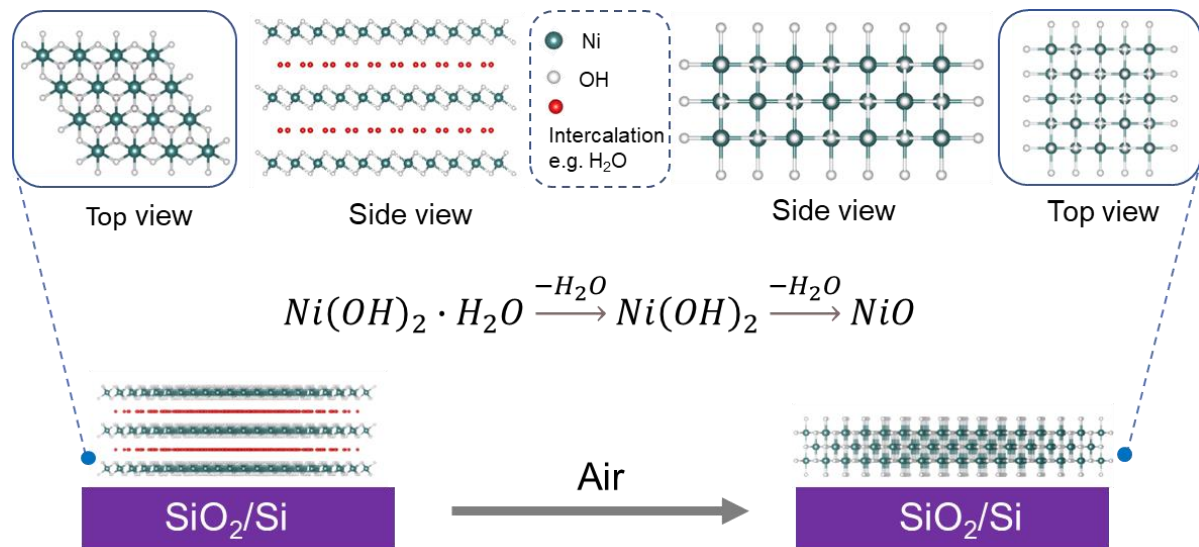 Ni
OH
Intercalation
e.g. H₂O
Top view
Side view
Side view
Top view
Ni(OH)₂ · H₂O −H₂O → Ni(OH)₂ −H₂O → NiO
Air
SiO₂/Si
SiO₂/Si